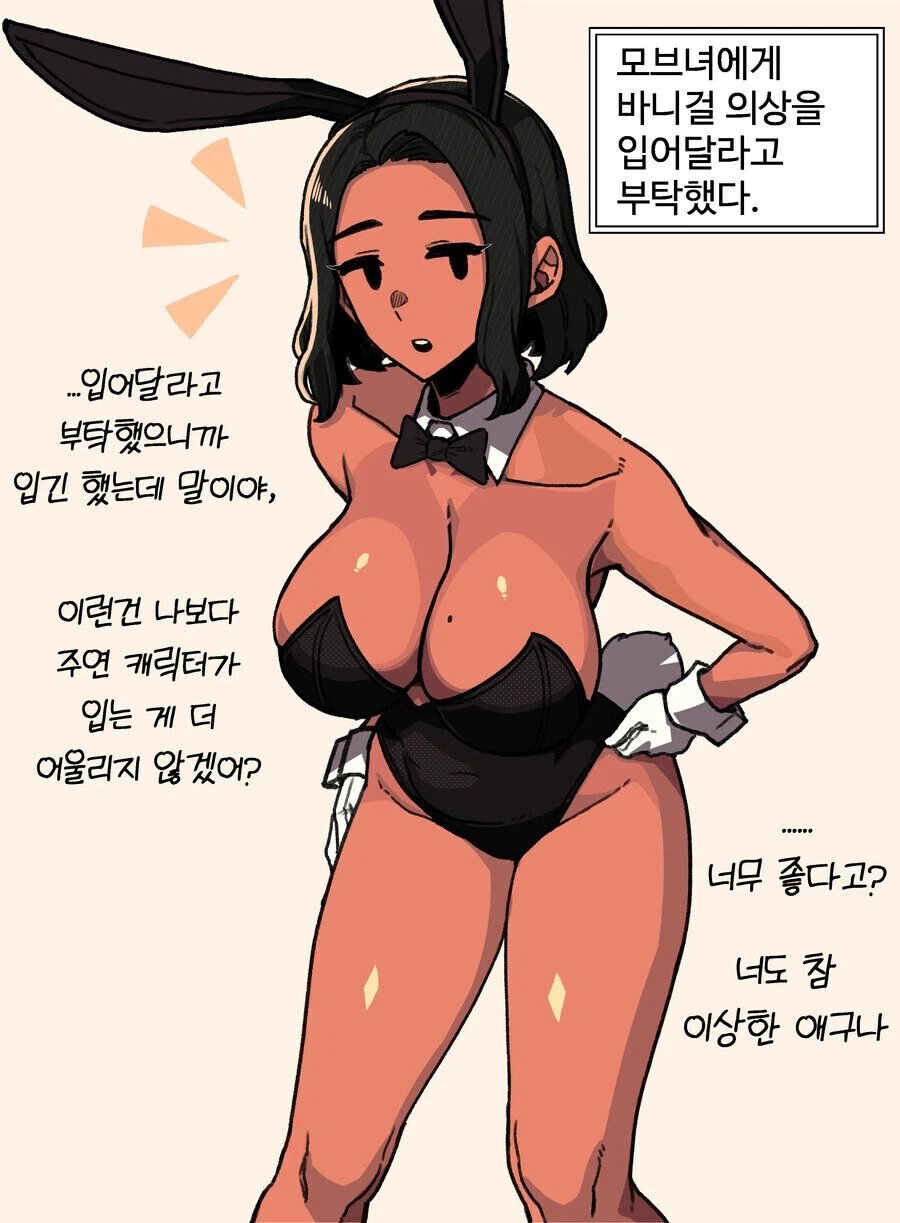 모브녀에게
바니걸 의상을
입어달라고
부탁했다.
...입어달라고
부탁했으니까
입긴 했는데 말이야,
이런건 나보다
주연 캐릭터가
입는 게 더
어울리지 않겠어?
......
너무 좋다고?
너도 참
이상한 애구나